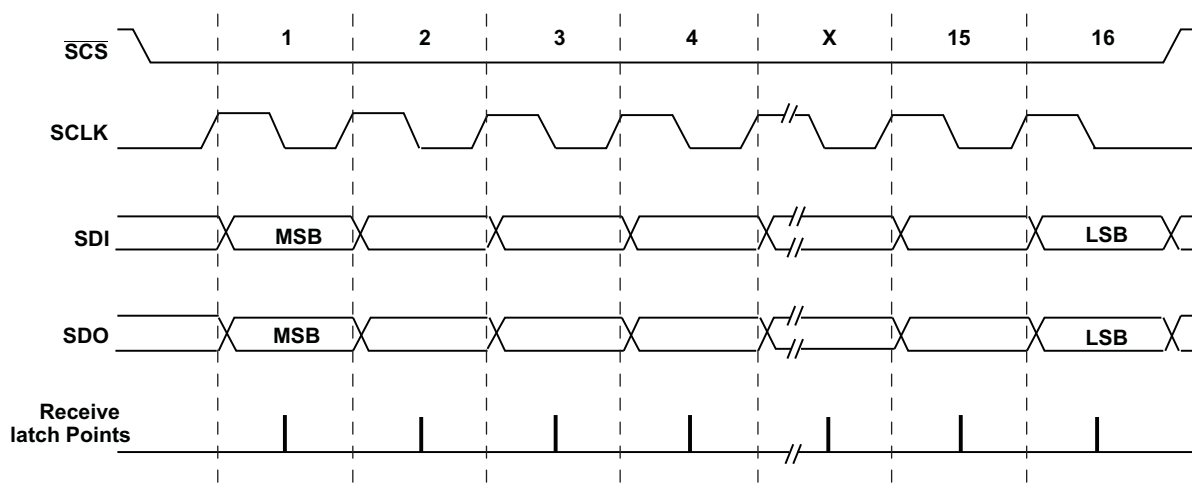 1 2 3 4 X 15 16
SCS
SCLK
SDI MSB LSB
SDO MSB LSB
Receive
latch Points